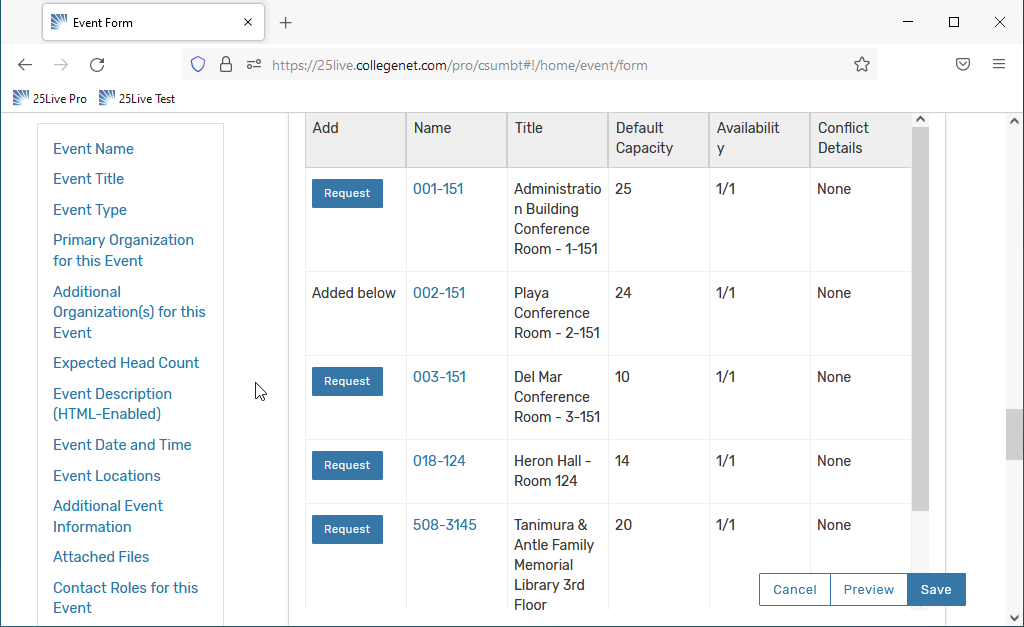 Event Form
https://25live.collegenet.com/pro/csumbt#!/home/event/form
25Live Pro 25Live Test
Event Name
Event Title
Event Type
Primary Organization
for this Event
Additional
Organization(s) for this
Event
Expected Head Count
Event Description
(HTML-Enabled)
Event Date and Time
Event Locations
Additional Event
Information
Attached Files
Contact Roles for this
Event
Add Name Title Default Availabilit Conflict
Capacity y Details
Request 001-151 Administratio 25 1/1 None
n Building
Conference
Room - 1-151
Added below 002-151 Playa 24 1/1 None
Conference
Room - 2-151
Request 003-151 Del Mar 10 1/1 None
Conference
Room - 3-151
Request 018-124 Heron Hall - 14 1/1 None
Room 124
Request 508-3145 Tanimura & 20 1/1 None
Antle Family
Memorial
Library 3rd
Floor
Cancel Preview Save